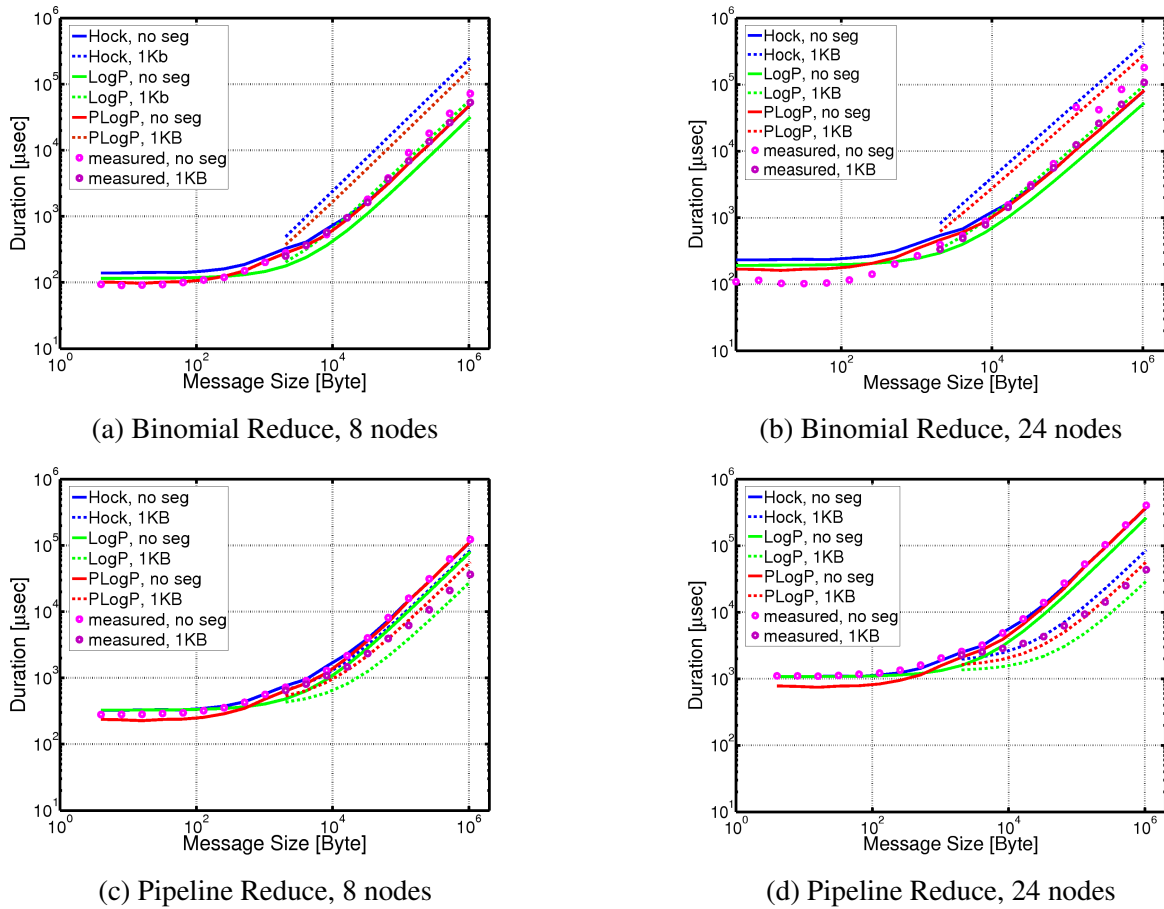 10^6
10^5
10^4
10^3
10^2
10^1
Duration [μsec]
Hock, no seg
Hock, 1Kb
LogP, no seg
LogP, 1Kb
PLogP, no seg
PLogP, 1KB
measured, no seg
measured, 1KB
10^0 10^2 10^4 10^6
Message Size [Byte]
(a) Binomial Reduce, 8 nodes
10^6
10^5
10^4
10^3
10^2
10^1
Duration [μsec]
Hock, no seg
Hock, 1KB
LogP, no seg
LogP, 1KB
PLogP, no seg
PLogP, 1KB
measured, no seg
measured, 1KB
10^2 10^4 10^6
Message Size [Byte]
(b) Binomial Reduce, 24 nodes
10^6
10^5
10^4
10^3
10^2
10^1
Duration [μsec]
Hock, no seg
Hock, 1KB
LogP, no seg
LogP, 1KB
PLogP, no seg
PLogP, 1KB
measured, no seg
measured, 1KB
10^0 10^2 10^4 10^6
Message Size [Byte]
(c) Pipeline Reduce, 8 nodes
10^6
10^5
10^4
10^3
10^2
10^1
Duration [μsec]
Hock, no seg
Hock, 1KB
LogP, no seg
LogP, 1KB
PLogP, no seg
PLogP, 1KB
measured, no seg
measured, 1KB
10^0 10^2 10^4 10^6
Message Size [Byte]
(d) Pipeline Reduce, 24 nodes